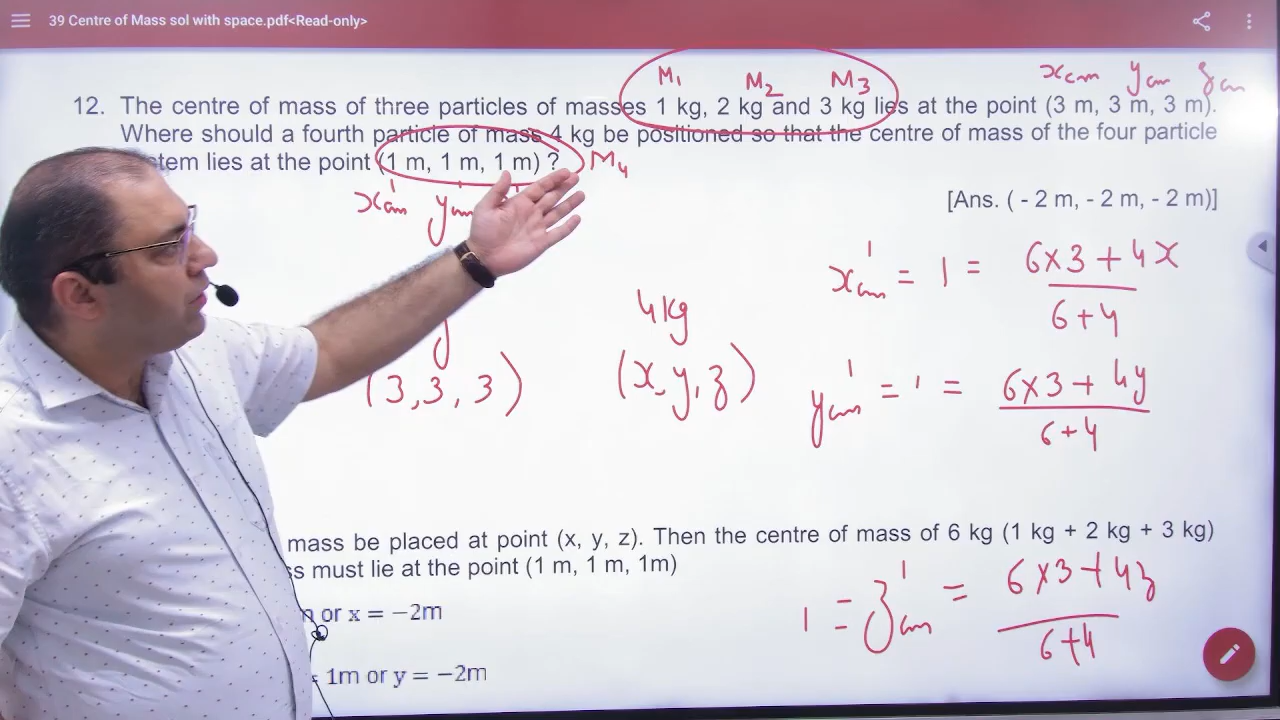 39 Centre of Mass sol with space.pdf<Read-only>
M₁ M₂ M₃
xcm ycm zcm
12. The centre of mass of three particles of masses 1 kg, 2 kg and 3 kg lies at the point (3 m, 3 m, 3 m).
Where should a fourth particle of mass 4 kg be positioned so that the centre of mass of the four particle
tem lies at the point (1 m, 1 m, 1 m) ? M₄
x'cm y'cm
[Ans. ( - 2 m, - 2 m, - 2 m)]
x'cm = 1 = (6×3 + 4x)/(6+4)
4kg
(3,3,3) (x,y,z)
y'cm = 1 = (6×3 + 4y)/(6+4)
mass be placed at point (x, y, z). Then the centre of mass of 6 kg (1 kg + 2 kg + 3 kg)
ss must lie at the point (1 m, 1 m, 1m)
1 = z'cm = (6×3+4z)/(6+4)
or x = −2m
1m or y = −2m